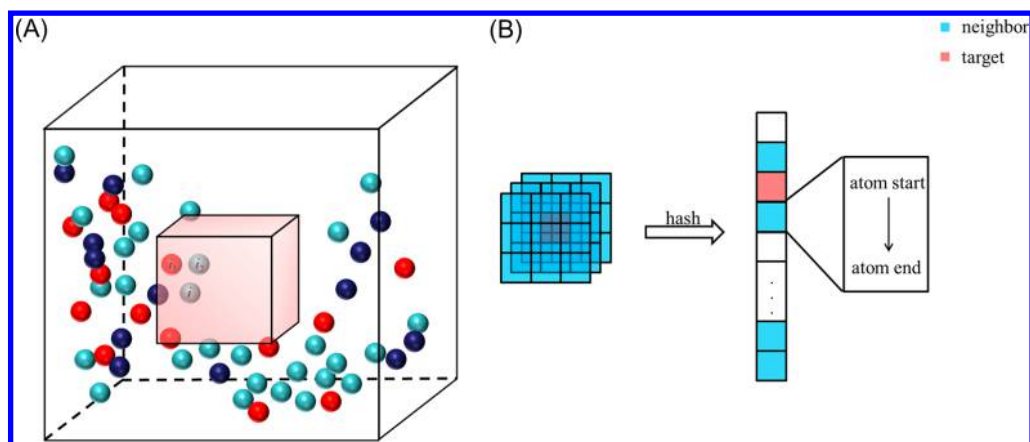 (A)
(B)
neighbor
target
hash
atom start
atom end